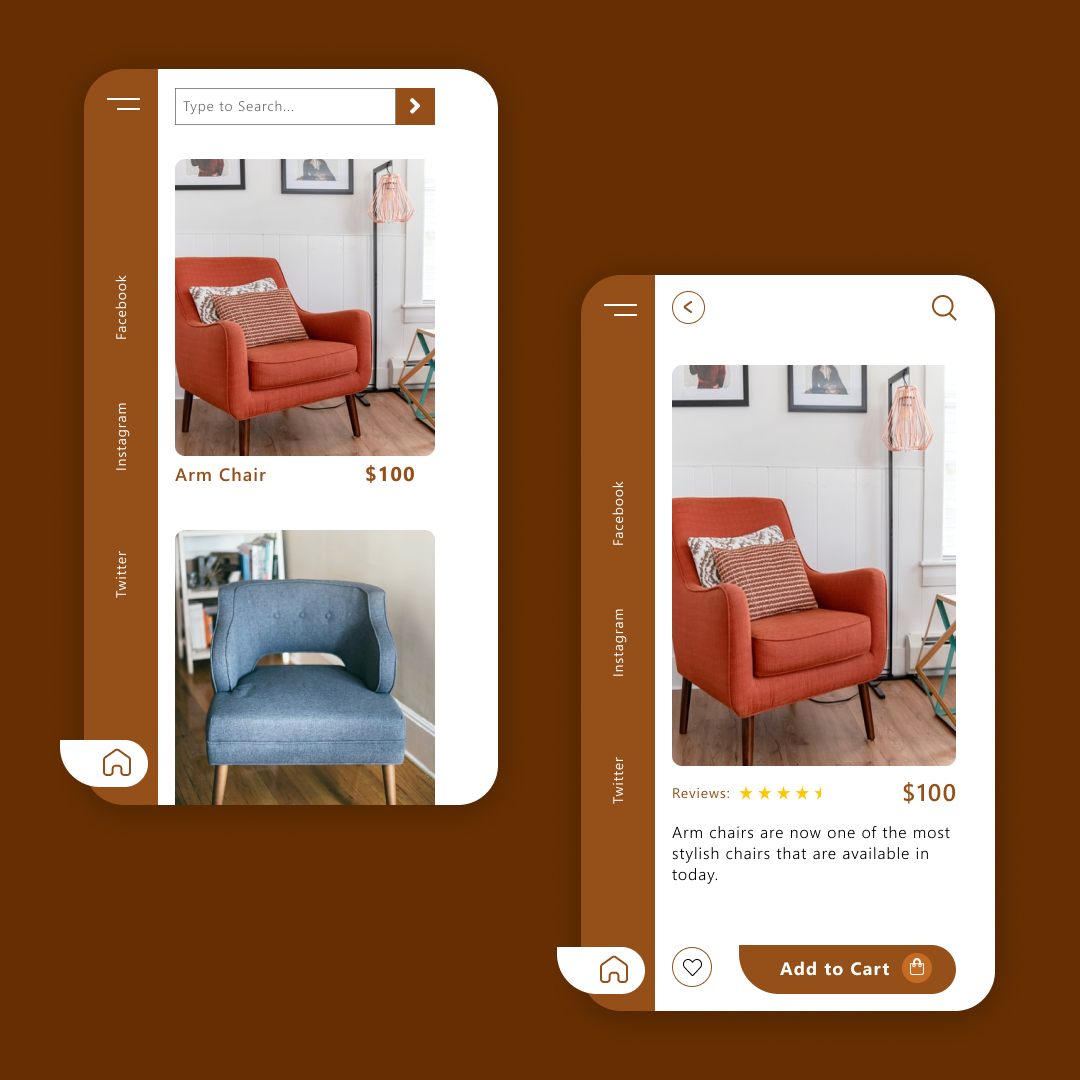 Type to Search...
Facebook
Instagram
Twitter
Arm Chair
$100
Facebook
Instagram
Twitter
Reviews:
$100
Arm chairs are now one of the most
stylish chairs that are available in
today.
Add to Cart